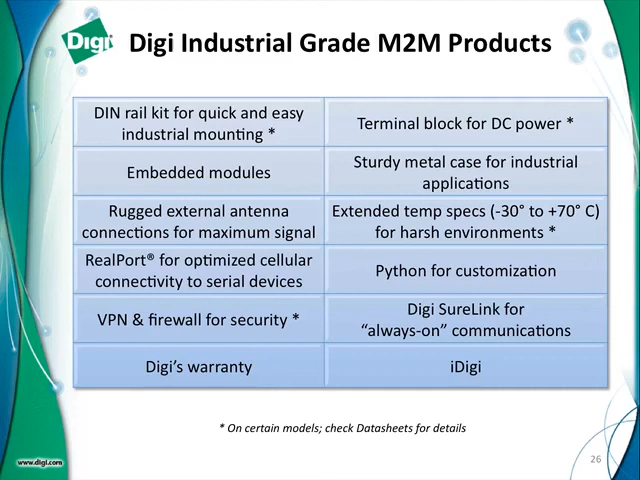 Digi
Digi Industrial Grade M2M Products
DIN rail kit for quick and easy
industrial mounting *
Terminal block for DC power *
Embedded modules
Sturdy metal case for industrial
applications
Rugged external antenna
connections for maximum signal
Extended temp specs (-30° to +70° C)
for harsh environments *
RealPort® for optimized cellular
connectivity to serial devices
Python for customization
VPN & firewall for security *
Digi SureLink for
“always-on” communications
Digi’s warranty
iDigi
* On certain models; check Datasheets for details
www.digi.com
26